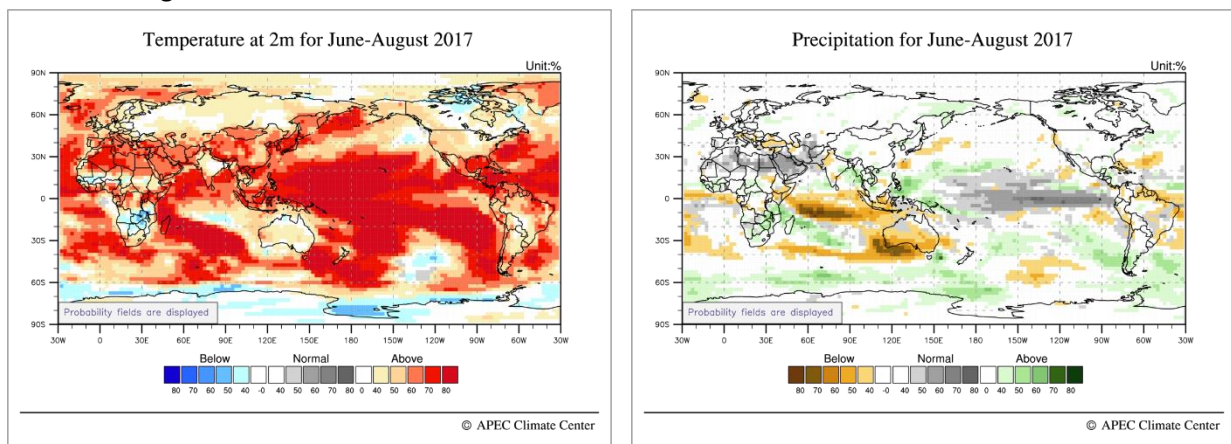 Temperature at 2m for June-August 2017
Unit:%
90N
60N
30N
0
30S
60S
90S
Probability fields are displayed
30W 0 30E 60E 90E 120E 150E 180 150W 120W 90W 60W 30W
Below Normal Above
80 70 60 50 40 -0 40 50 60 70 80 0 40 50 60 70 80
© APEC Climate Center
Precipitation for June-August 2017
Unit:%
90N
60N
30N
0
30S
60S
90S
Probability fields are displayed
30W 0 30E 60E 90E 120E 150E 180 150W 120W 90W 60W 30W
Below Normal Above
80 70 60 50 40 -0 -0 40 50 60 70 80 0 40 50 60 70 80
© APEC Climate Center